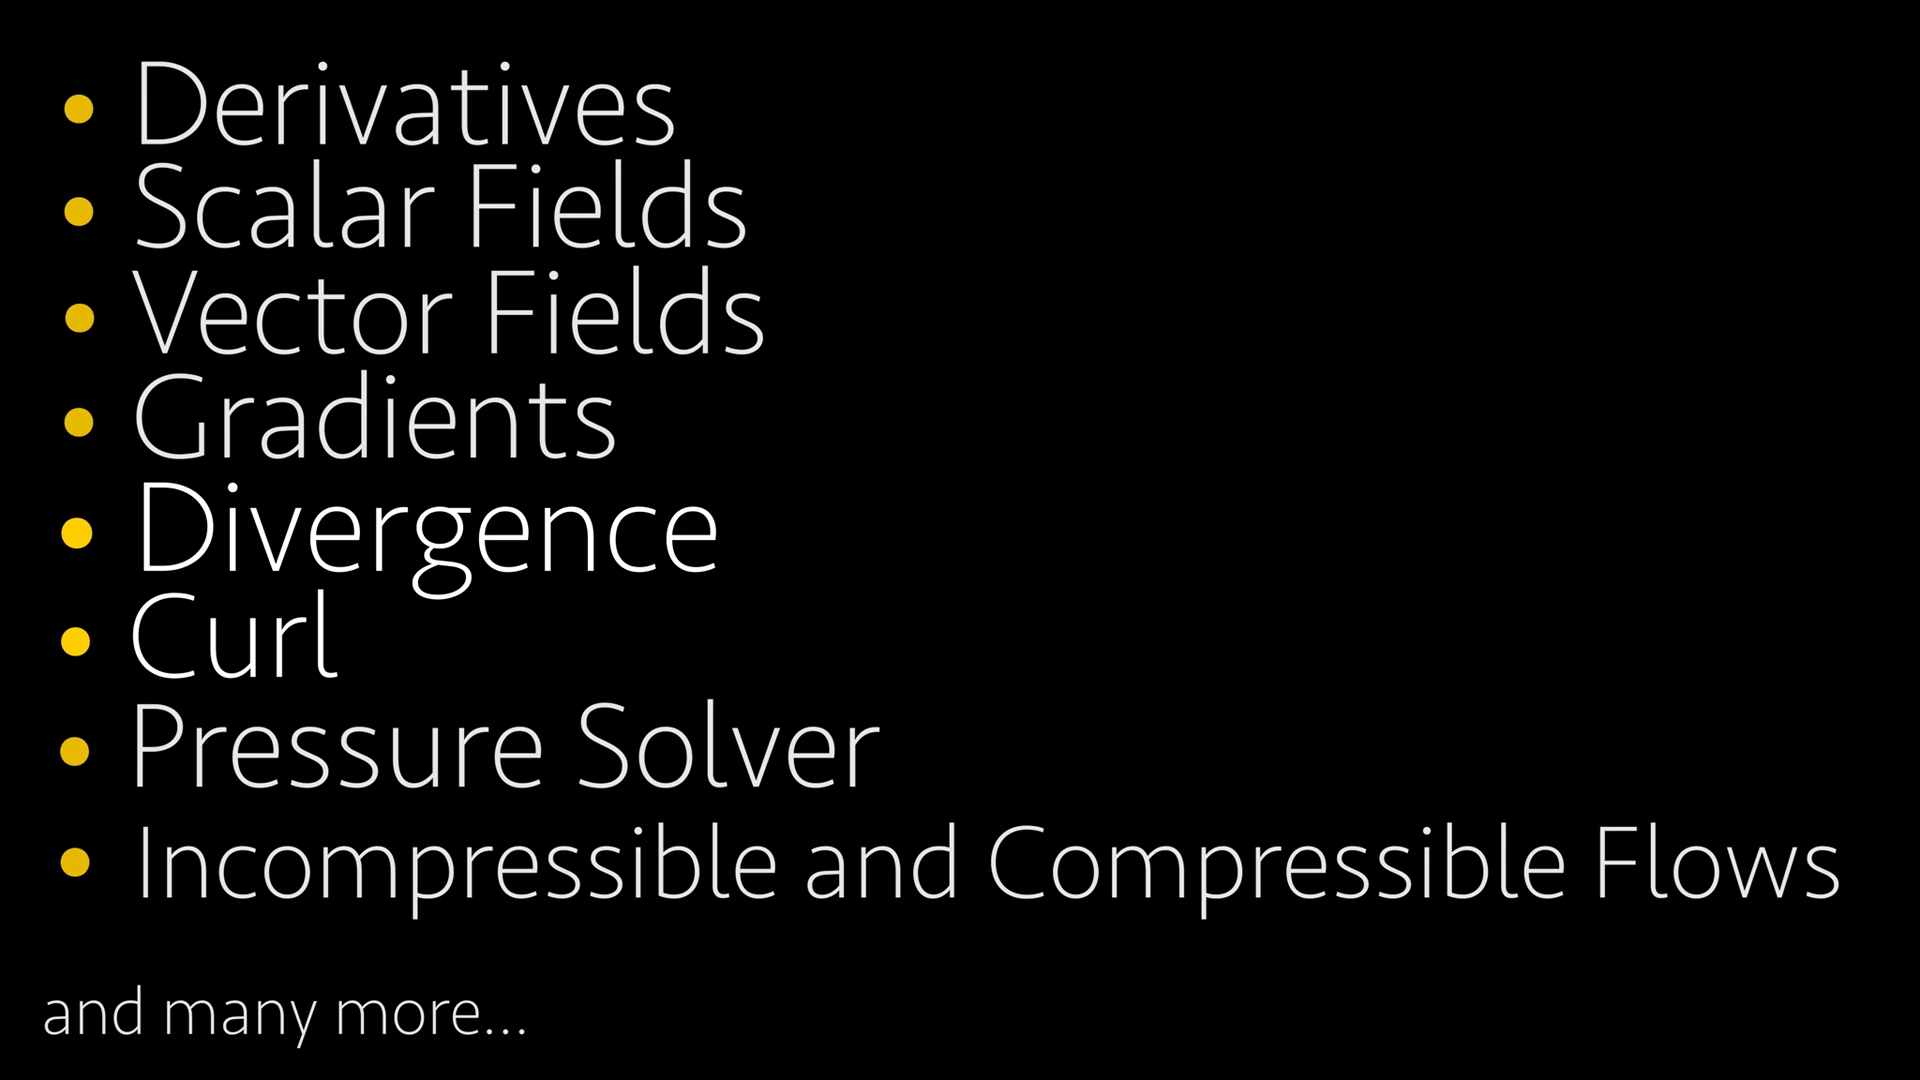 • Derivatives
• Scalar Fields
• Vector Fields
• Gradients
• Divergence
• Curl
• Pressure Solver
• Incompressible and Compressible Flows
and many more...